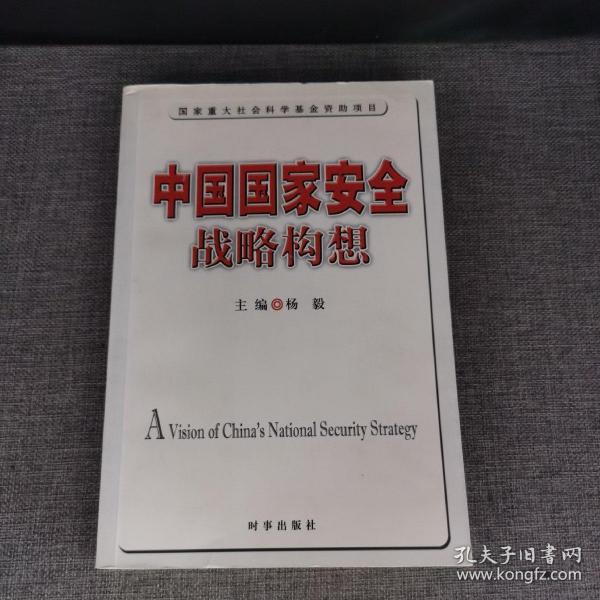 国家重大社会科学基金资助项目
中国国家安全
战略构想
主编◎杨 毅
A Vision of China's National Security Strategy
时事出版社
孔夫子旧书网
www.kongfz.com